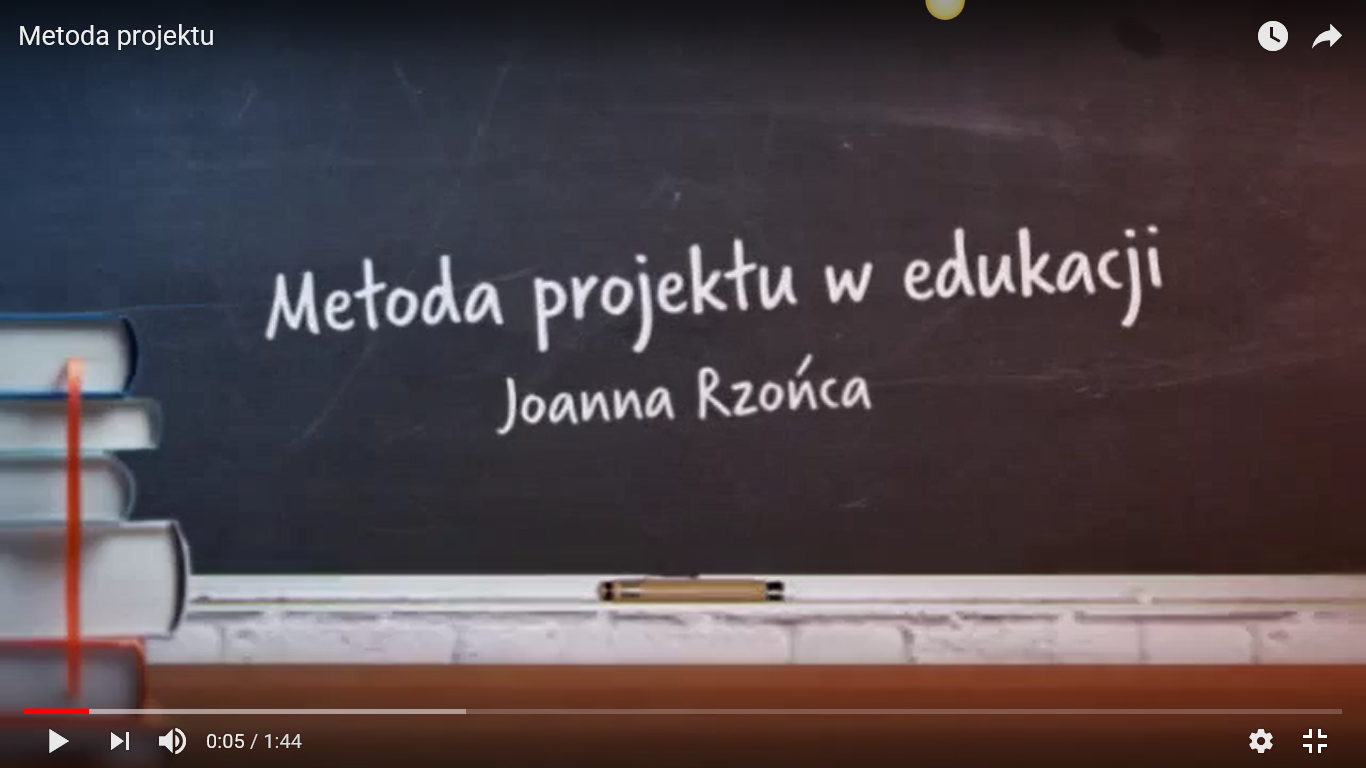 Metoda projektu
Metoda projektu w edukacji
Joanna Rzońca
0:05 / 1:44